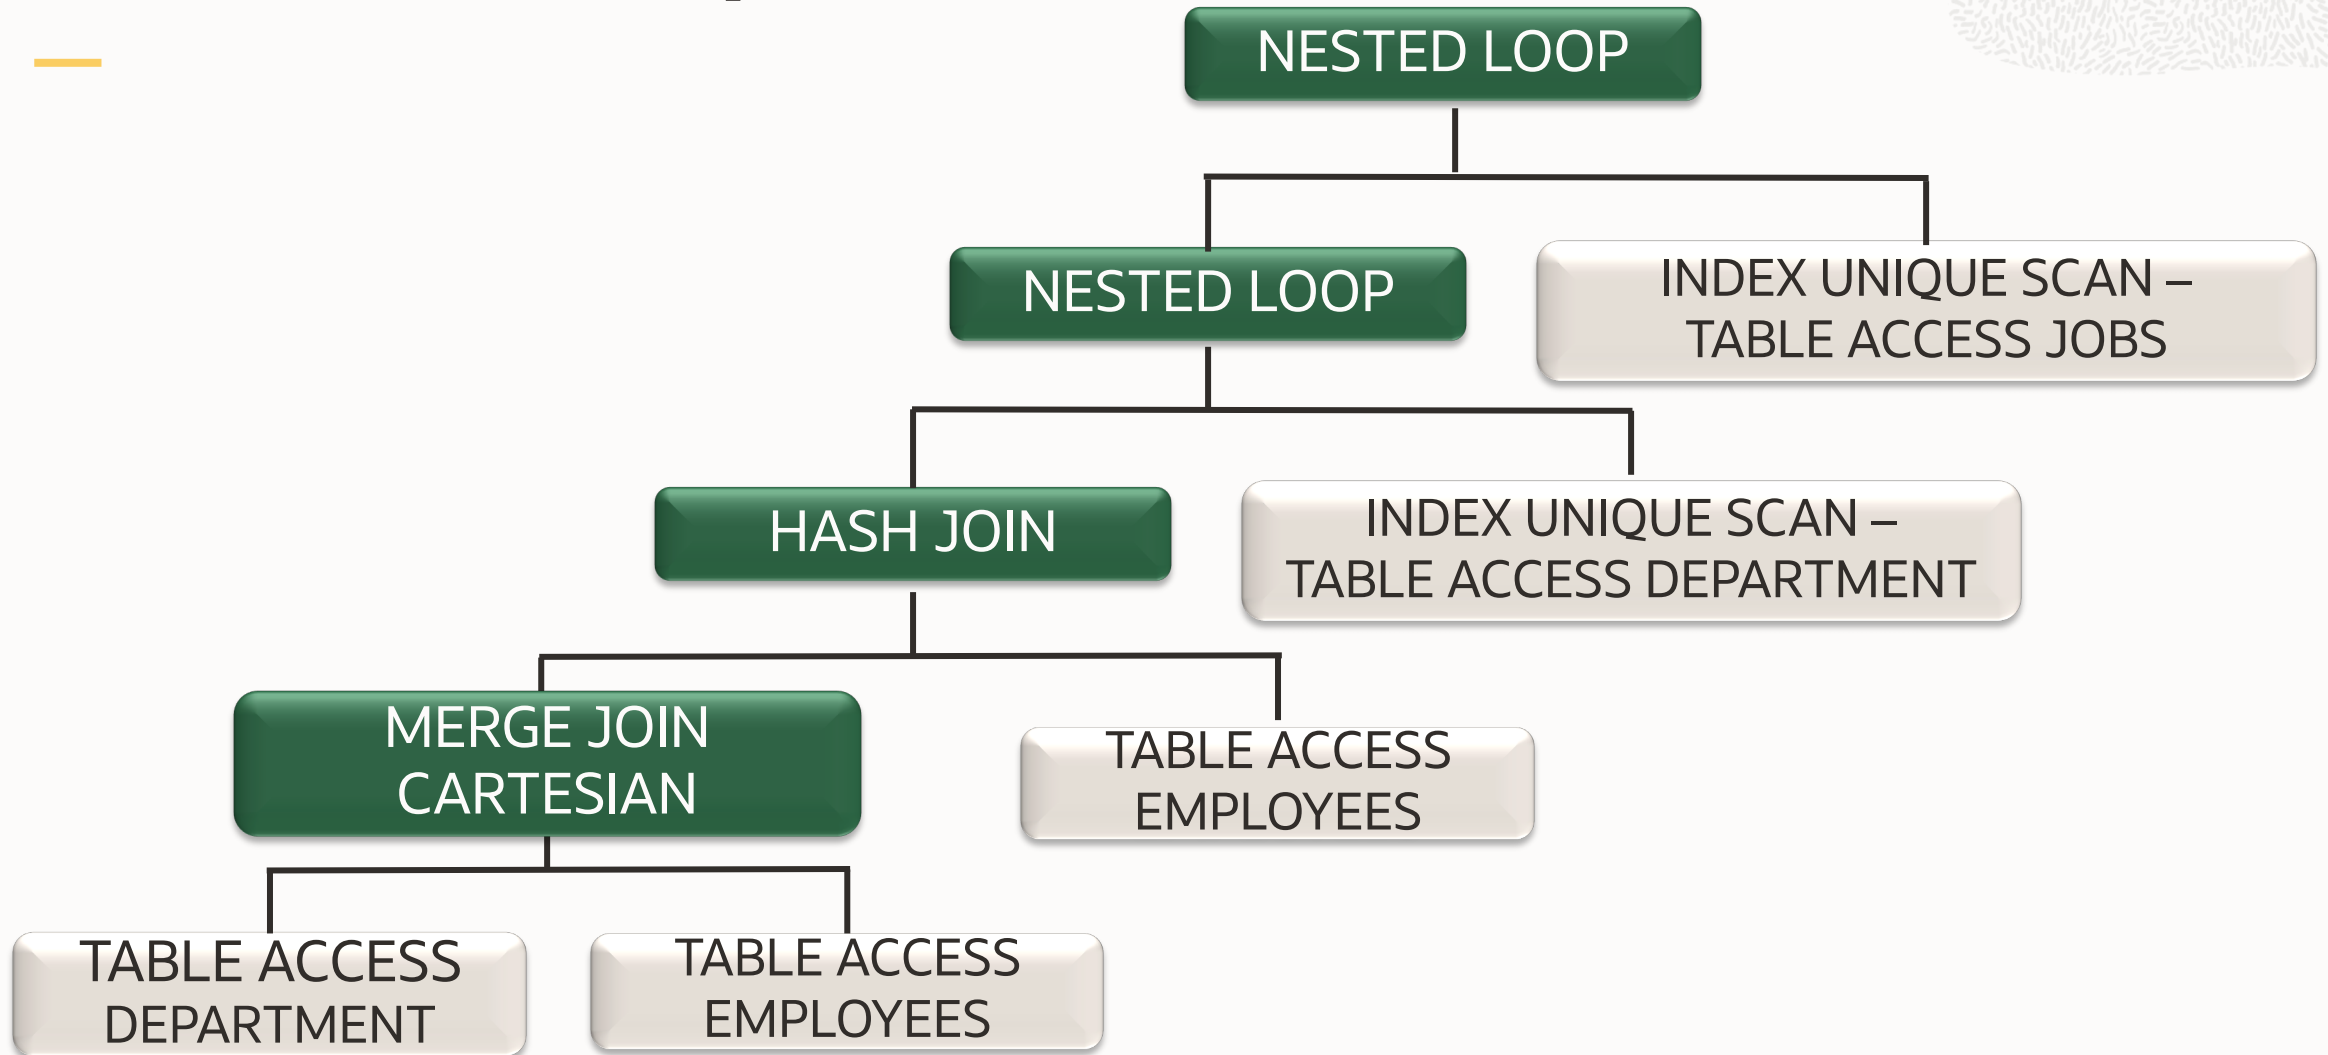 NESTED LOOP
NESTED LOOP
INDEX UNIQUE SCAN –
TABLE ACCESS JOBS
HASH JOIN
INDEX UNIQUE SCAN –
TABLE ACCESS DEPARTMENT
MERGE JOIN
CARTESIAN
TABLE ACCESS
EMPLOYEES
TABLE ACCESS
DEPARTMENT
TABLE ACCESS
EMPLOYEES